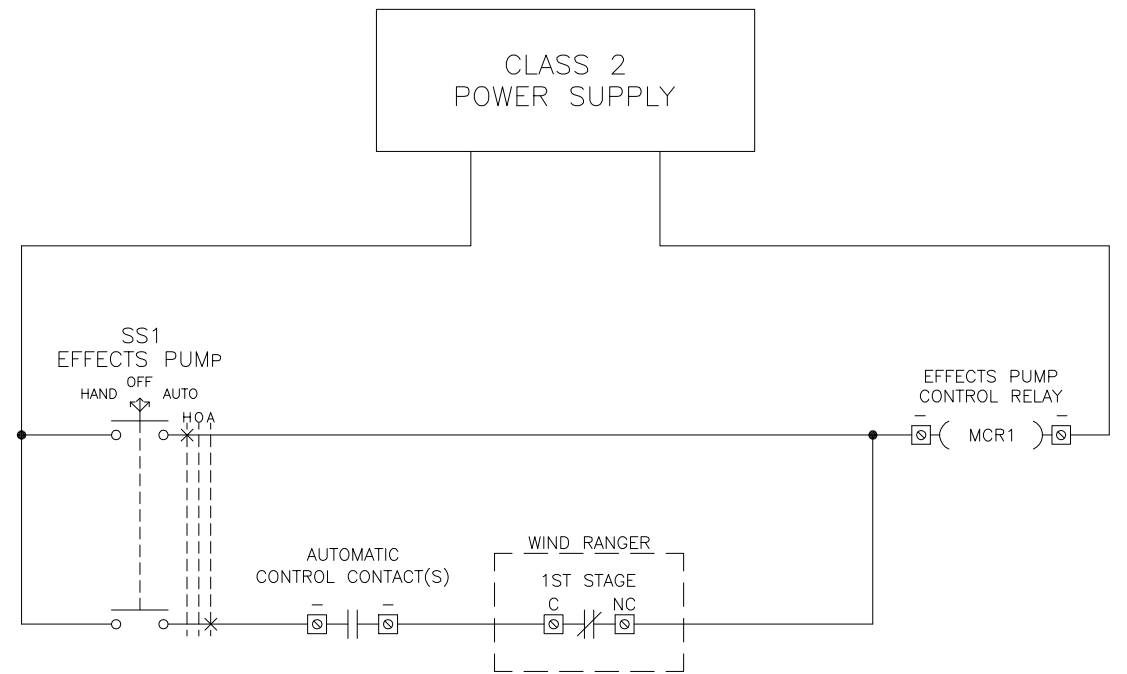 CLASS 2
POWER SUPPLY
SS1
EFFECTS PUMP
OFF
HAND AUTO
H O A
EFFECTS PUMP
CONTROL RELAY
MCR1
AUTOMATIC
CONTROL CONTACT(S)
WIND RANGER
1ST STAGE
C NC